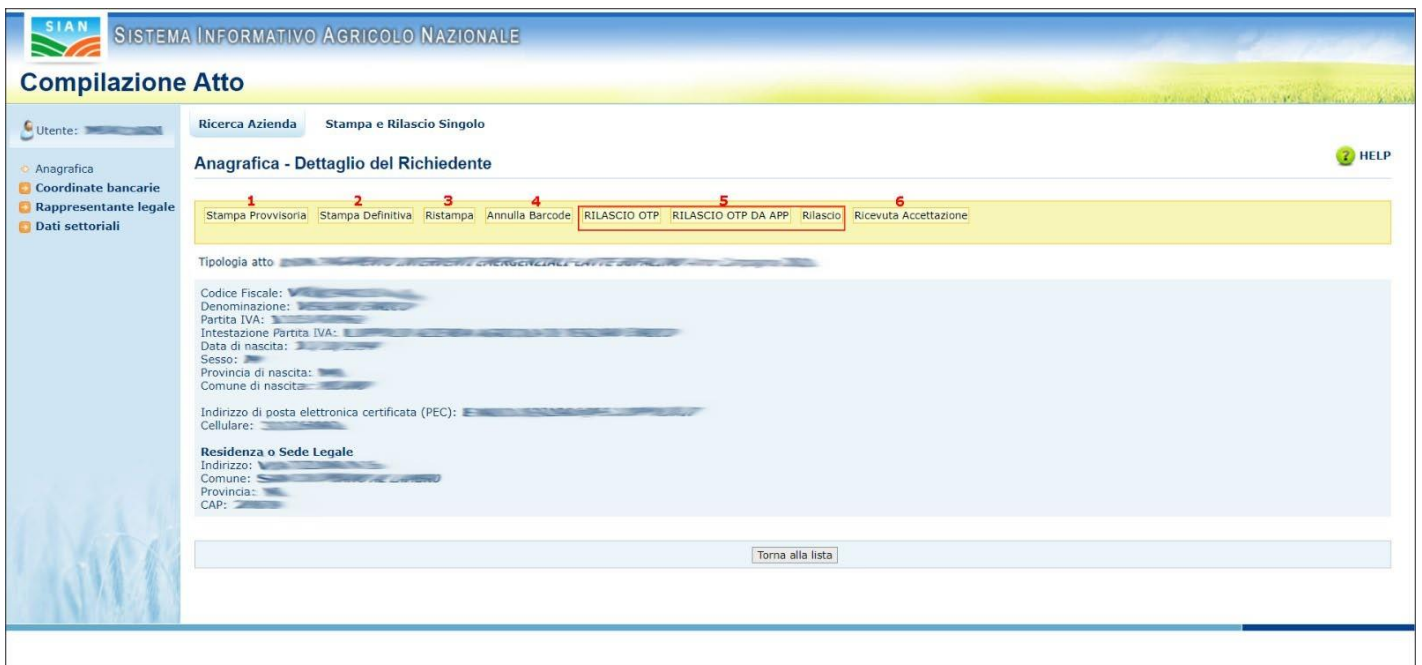 SIAN
SISTEMA INFORMATIVO AGRICOLO NAZIONALE
Compilazione Atto
Utente:
Ricerca Azienda Stampa e Rilascio Singolo
Anagrafica - Dettaglio del Richiedente
HELP
Anagrafica
Coordinate bancarie
Rappresentante legale
Dati settoriali
1 2 3 4 5 6
Stampa Provvisoria Stampa Definitiva Ristampa Annulla Barcode RILASCIO OTP RILASCIO OTP DA APP Rilascio Ricevuta Accettazione
Tipologia atto
Codice Fiscale:
Denominazione:
Partita IVA:
Intestazione Partita IVA:
Data di nascita:
Sesso:
Provincia di nascita:
Comune di nascita:
Indirizzo di posta elettronica certificata (PEC):
Cellulare:
Residenza o Sede Legale
Indirizzo:
Comune:
Provincia:
CAP:
Torna alla lista